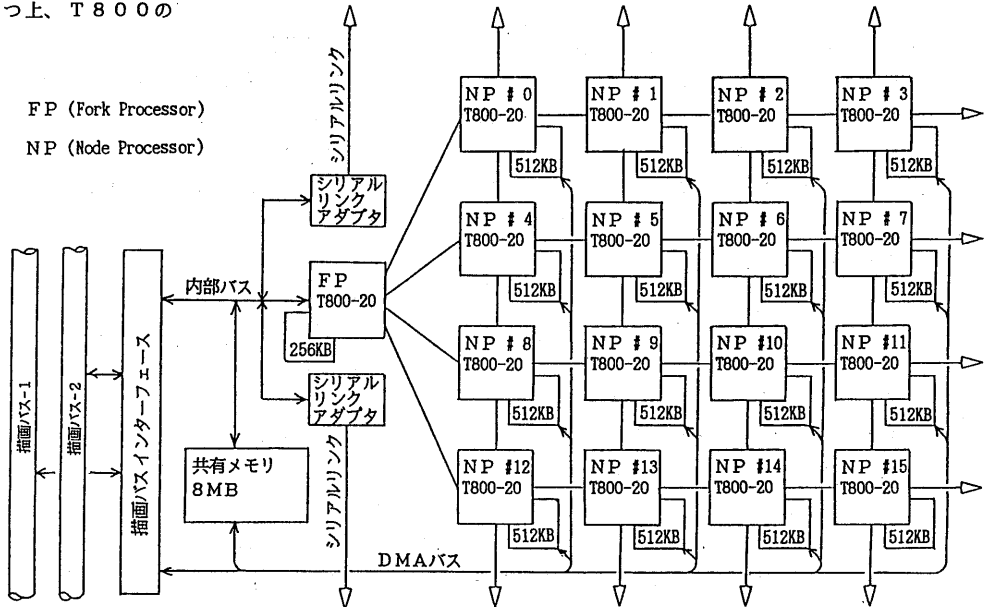 つ上、T800の
FP (Fork Processor)
NP (Node Processor)
シリアルリンク
シリアル
リンク
アダプタ
内部バス
FP
T800-20
256KB
シリアル
リンク
アダプタ
シリアルリンク
描画バス-1
描画バス-2
描画バスインターフェース
共有メモリ
8MB
DMAバス
NP #0
T800-20
512KB
NP #1
T800-20
512KB
NP #2
T800-20
512KB
NP #3
T800-20
512KB
NP #4
T800-20
512KB
NP #5
T800-20
512KB
NP #6
T800-20
512KB
NP #7
T800-20
512KB
NP #8
T800-20
512KB
NP #9
T800-20
512KB
NP #10
T800-20
512KB
NP #11
T800-20
512KB
NP #12
T800-20
512KB
NP #13
T800-20
512KB
NP #14
T800-20
512KB
NP #15
T800-20
512KB